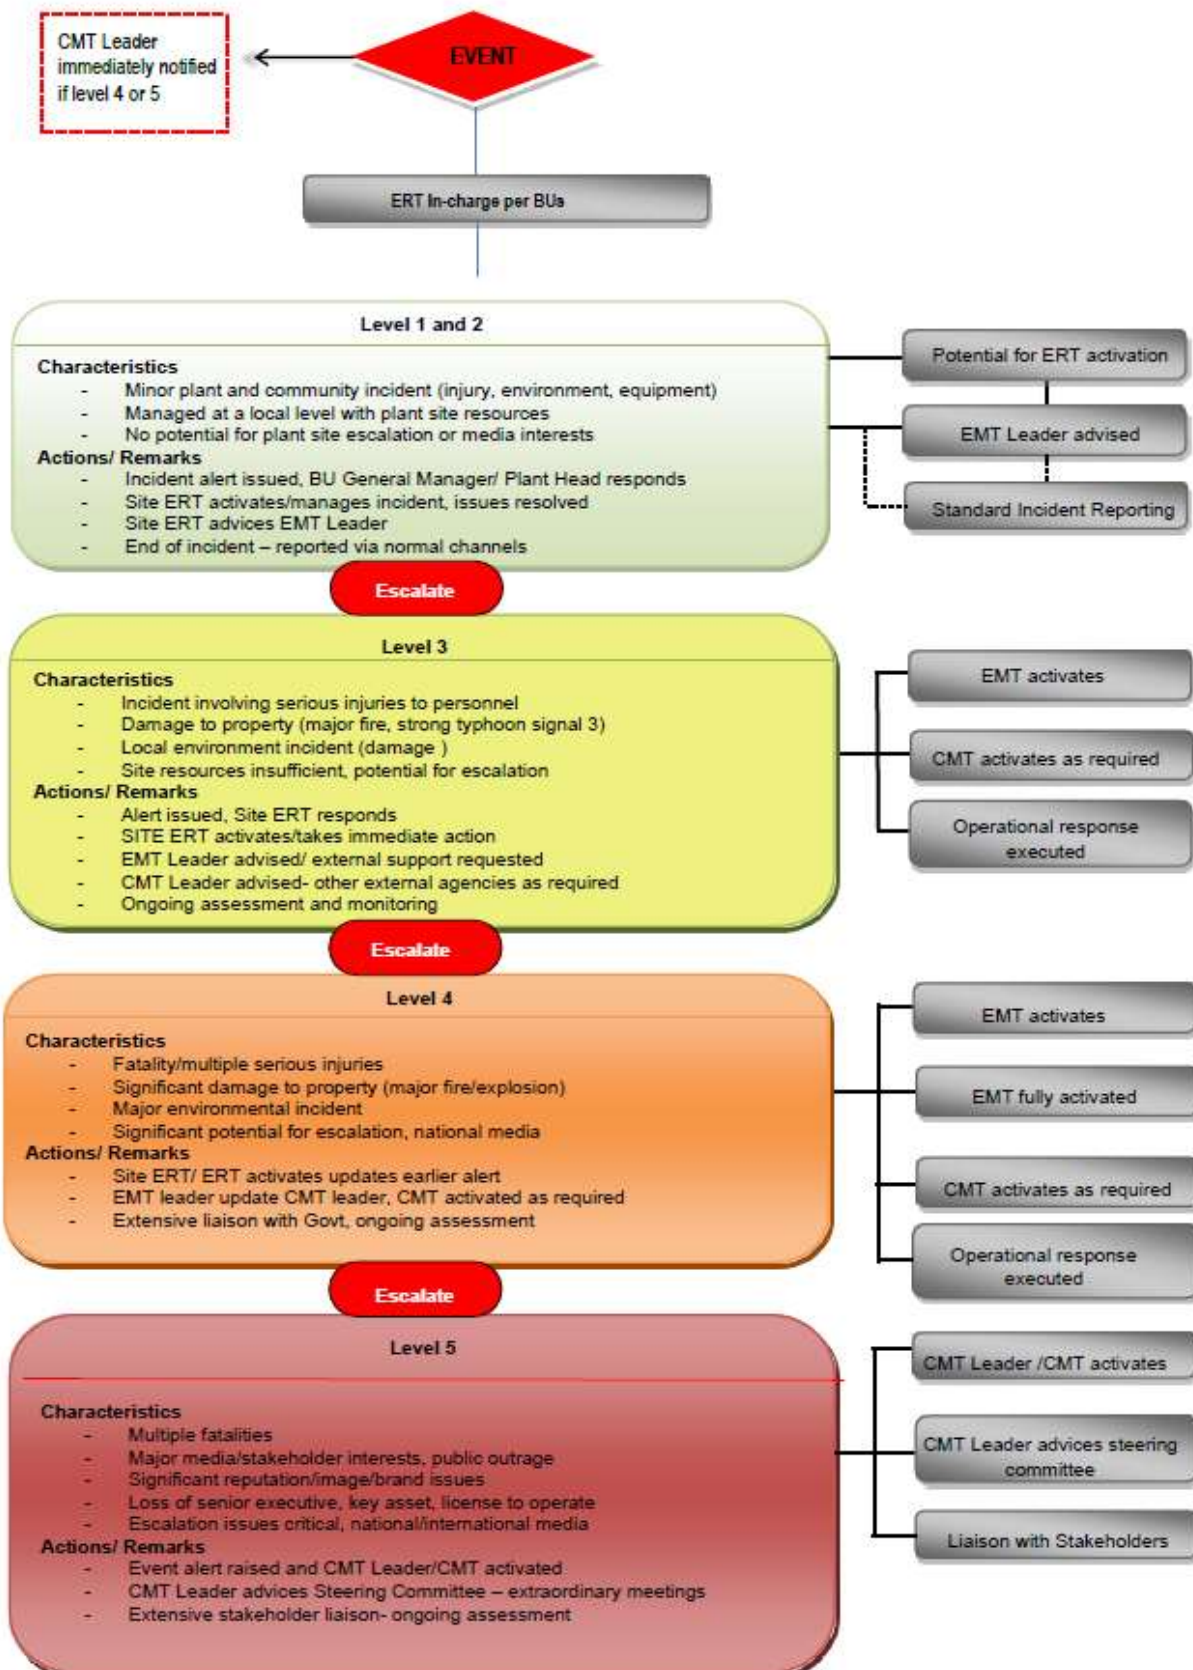 CMT Leader
immediately notified
if level 4 or 5
EVENT
ERT In-charge per BUs
Level 1 and 2
Characteristics
- Minor plant and community incident (injury, environment, equipment)
- Managed at a local level with plant site resources
- No potential for plant site escalation or media interests
Actions/ Remarks
- Incident alert issued, BU General Manager/ Plant Head responds
- Site ERT activates/manages incident, issues resolved
- Site ERT advices EMT Leader
- End of incident – reported via normal channels
Potential for ERT activation
EMT Leader advised
Standard Incident Reporting
Escalate
Level 3
Characteristics
- Incident involving serious injuries to personnel
- Damage to property (major fire, strong typhoon signal 3)
- Local environment incident (damage )
- Site resources insufficient, potential for escalation
Actions/ Remarks
- Alert issued, Site ERT responds
- SITE ERT activates/takes immediate action
- EMT Leader advised/ external support requested
- CMT Leader advised- other external agencies as required
- Ongoing assessment and monitoring
EMT activates
CMT activates as required
Operational response
executed
Escalate
Level 4
Characteristics
- Fatality/multiple serious injuries
- Significant damage to property (major fire/explosion)
- Major environmental incident
- Significant potential for escalation, national media
Actions/ Remarks
- Site ERT/ ERT activates updates earlier alert
- EMT leader update CMT leader, CMT activated as required
- Extensive liaison with Govt, ongoing assessment
EMT activates
EMT fully activated
CMT activates as required
Operational response
executed
Escalate
Level 5
Characteristics
- Multiple fatalities
- Major media/stakeholder interests, public outrage
- Significant reputation/image/brand issues
- Loss of senior executive, key asset, license to operate
- Escalation issues critical, national/international media
Actions/ Remarks
- Event alert raised and CMT Leader/CMT activated
- CMT Leader advices Steering Committee – extraordinary meetings
- Extensive stakeholder liaison- ongoing assessment
CMT Leader /CMT activates
CMT Leader advices steering
committee
Liaison with Stakeholders